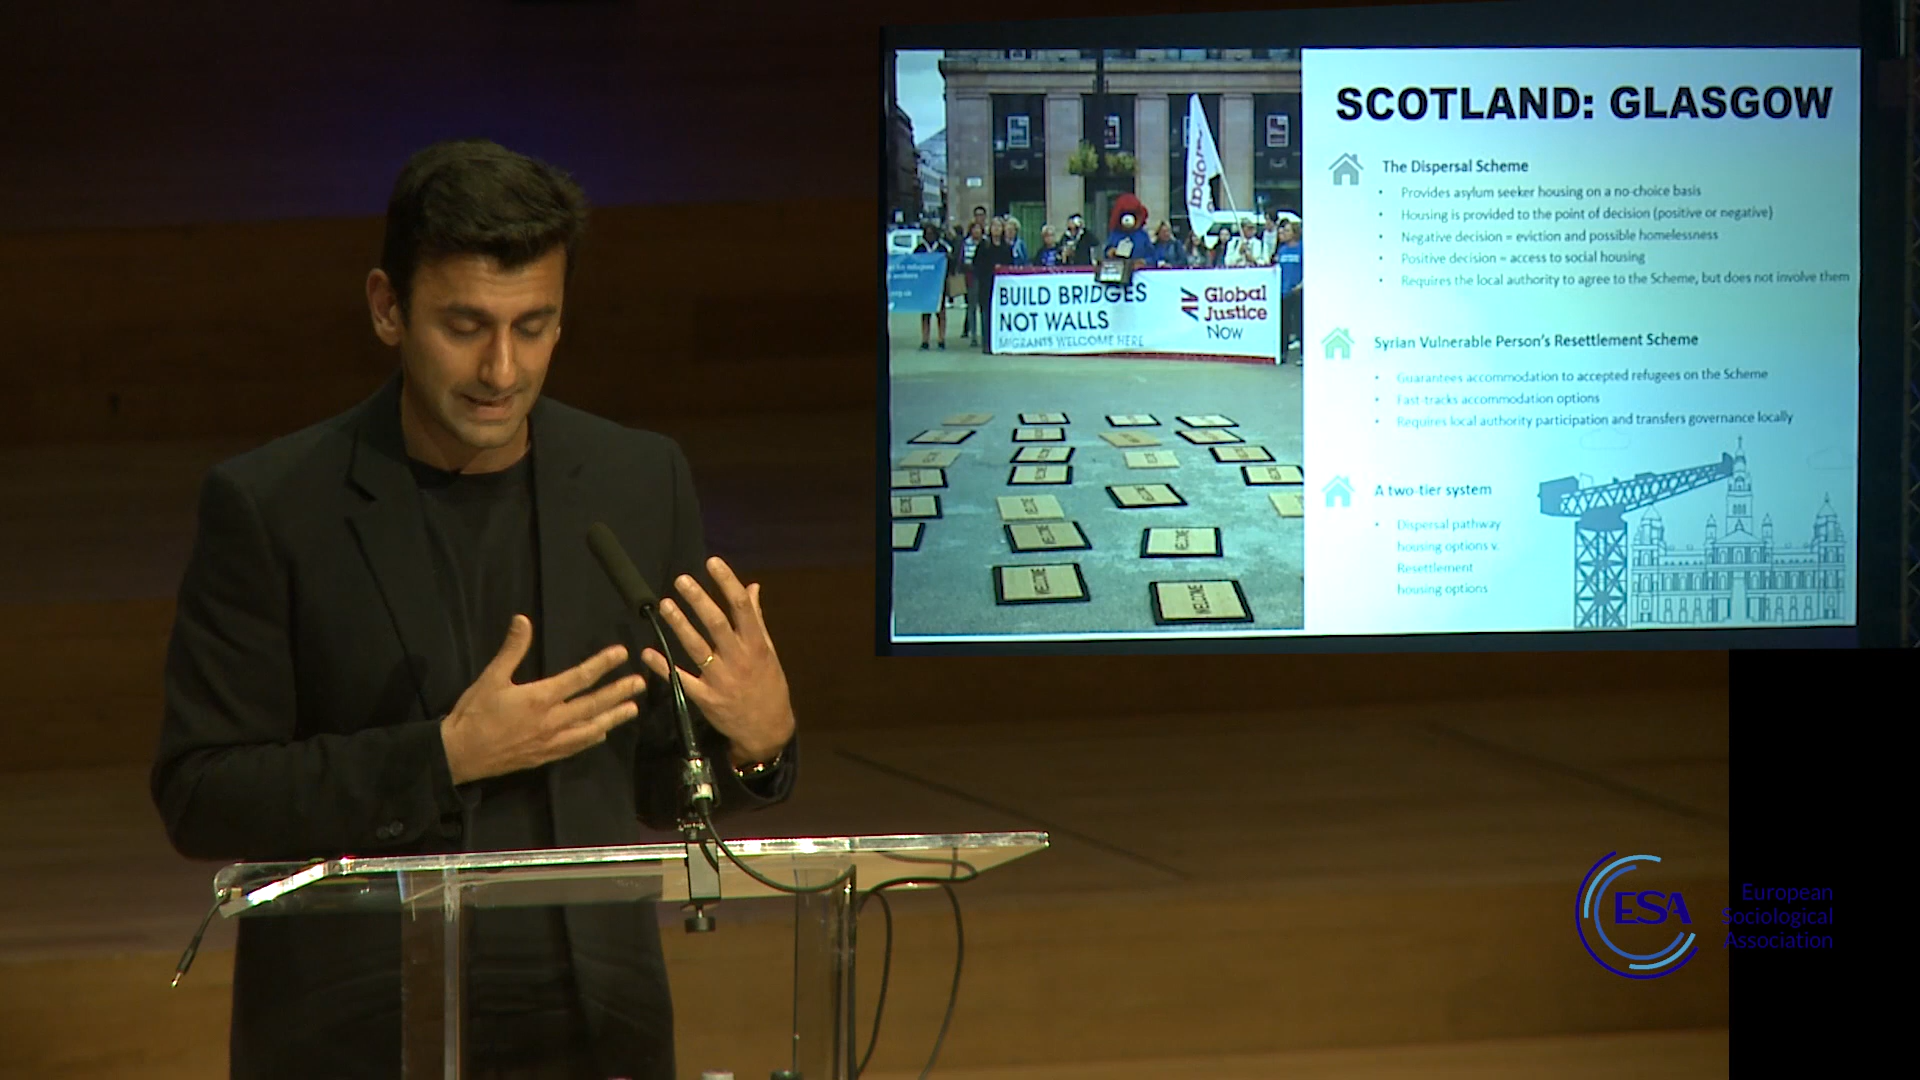 SCOTLAND: GLASGOW
The Dispersal Scheme
• Provides asylum seeker housing on a no-choice basis
• Housing is provided to the point of decision (positive or negative)
• Negative decision = eviction and possible homelessness
• Positive decision = access to social housing
• Requires the local authority to agree to the Scheme, but does not involve them
Syrian Vulnerable Person's Resettlement Scheme
• Guarantees accommodation to accepted refugees on the Scheme
• Fast-tracks accommodation options
• Requires local authority participation and transfers governance locally
A two-tier system
• Dispersal pathway
housing options v.
Resettlement
housing options
BUILD BRIDGES
NOT WALLS
MIGRANTS WELCOME HERE
Global
Justice
Now
WELCOME
WELCOME
ESA
European
Sociological
Association